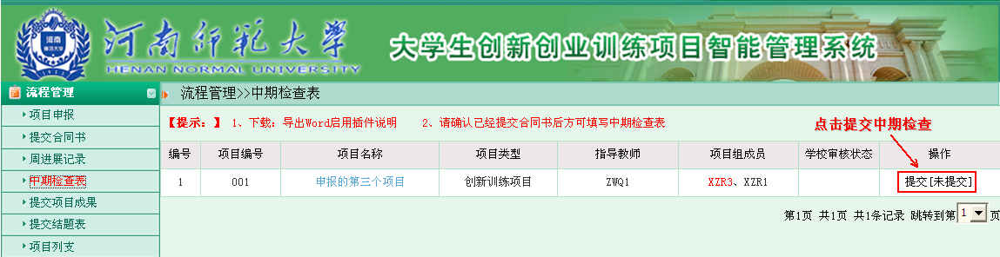 河南师范大学
HENAN NORMAL UNIVERSITY
大学生创新创业训练项目智能管理系统
流程管理
流程管理>>中期检查表
项目申报
提交合同书
周进展记录
中期检查表
提交项目成果
提交结题表
项目列支
【提示：】 1、下载：导出Word启用插件说明 2、请确认已经提交合同书后方可填写中期检查表
点击提交中期检查
编号 项目编号 项目名称 项目类型 指导教师 项目组成员 学校审核状态 操作
1 001 申报的第三个项目 创新训练项目 ZWQ1 XZR3、XZR1 提交[未提交]
第1页 共1页 共1条记录 跳转到第 1 页